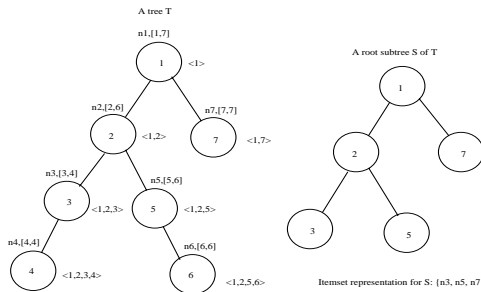 A tree T
n1,[1,7]
1
<1>
n2,[2,6]
2
<1,2>
n7,[7,7]
7
<1,7>
n3,[3,4]
3
<1,2,3>
n5,[5,6]
5
<1,2,5>
n4,[4,4]
4
<1,2,3,4>
n6,[6,6]
6
<1,2,5,6>
A root subtree S of T
1
2
7
3
5
Itemset representation for S: {n3, n5, n7